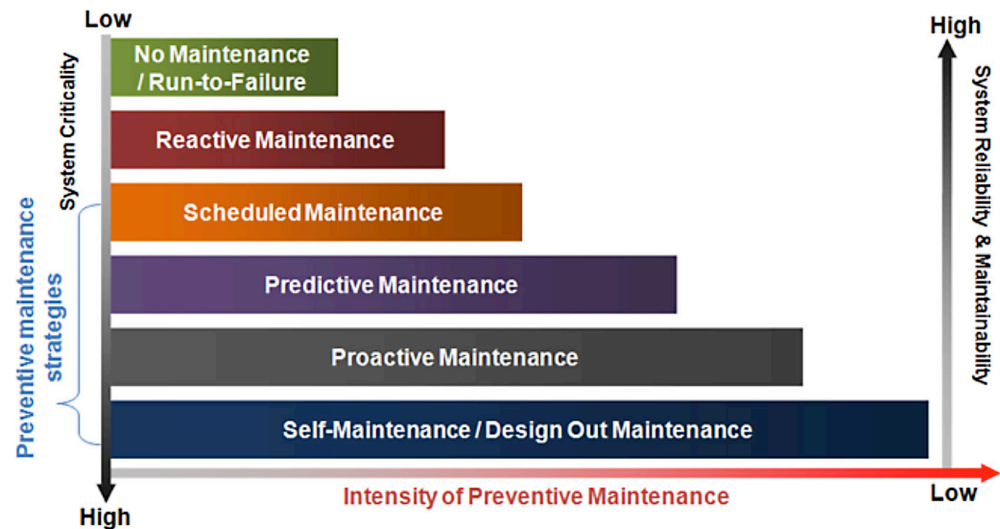 Low
High
No Maintenance
/ Run-to-Failure
Reactive Maintenance
Scheduled Maintenance
Predictive Maintenance
Proactive Maintenance
Self-Maintenance / Design Out Maintenance
System Criticality
Preventive maintenance
strategies
System Reliability & Maintainability
Intensity of Preventive Maintenance
High
Low